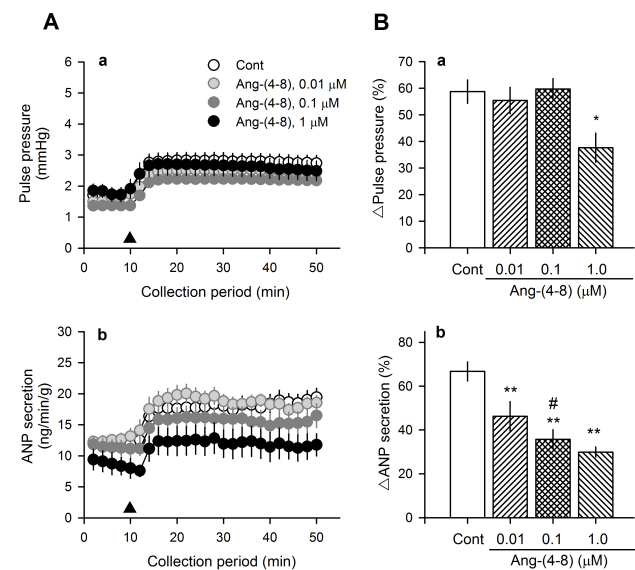 A
B
a
Cont
Ang-(4-8), 0.01 μM
Ang-(4-8), 0.1 μM
Ang-(4-8), 1 μM
Pulse pressure
(mmHg)
6
5
4
3
2
1
0
0 10 20 30 40 50
Collection period (min)
a
△Pulse pressure (%)
70
60
50
40
30
20
10
0
*
Cont 0.01 0.1 1.0
Ang-(4-8) (μM)
b
ANP secretion
(ng/min/g)
30
25
20
15
10
5
0
0 10 20 30 40 50
Collection period (min)
b
△ANP secretion (%)
80
60
40
20
0
**
#
**
**
Cont 0.01 0.1 1.0
Ang-(4-8) (μM)